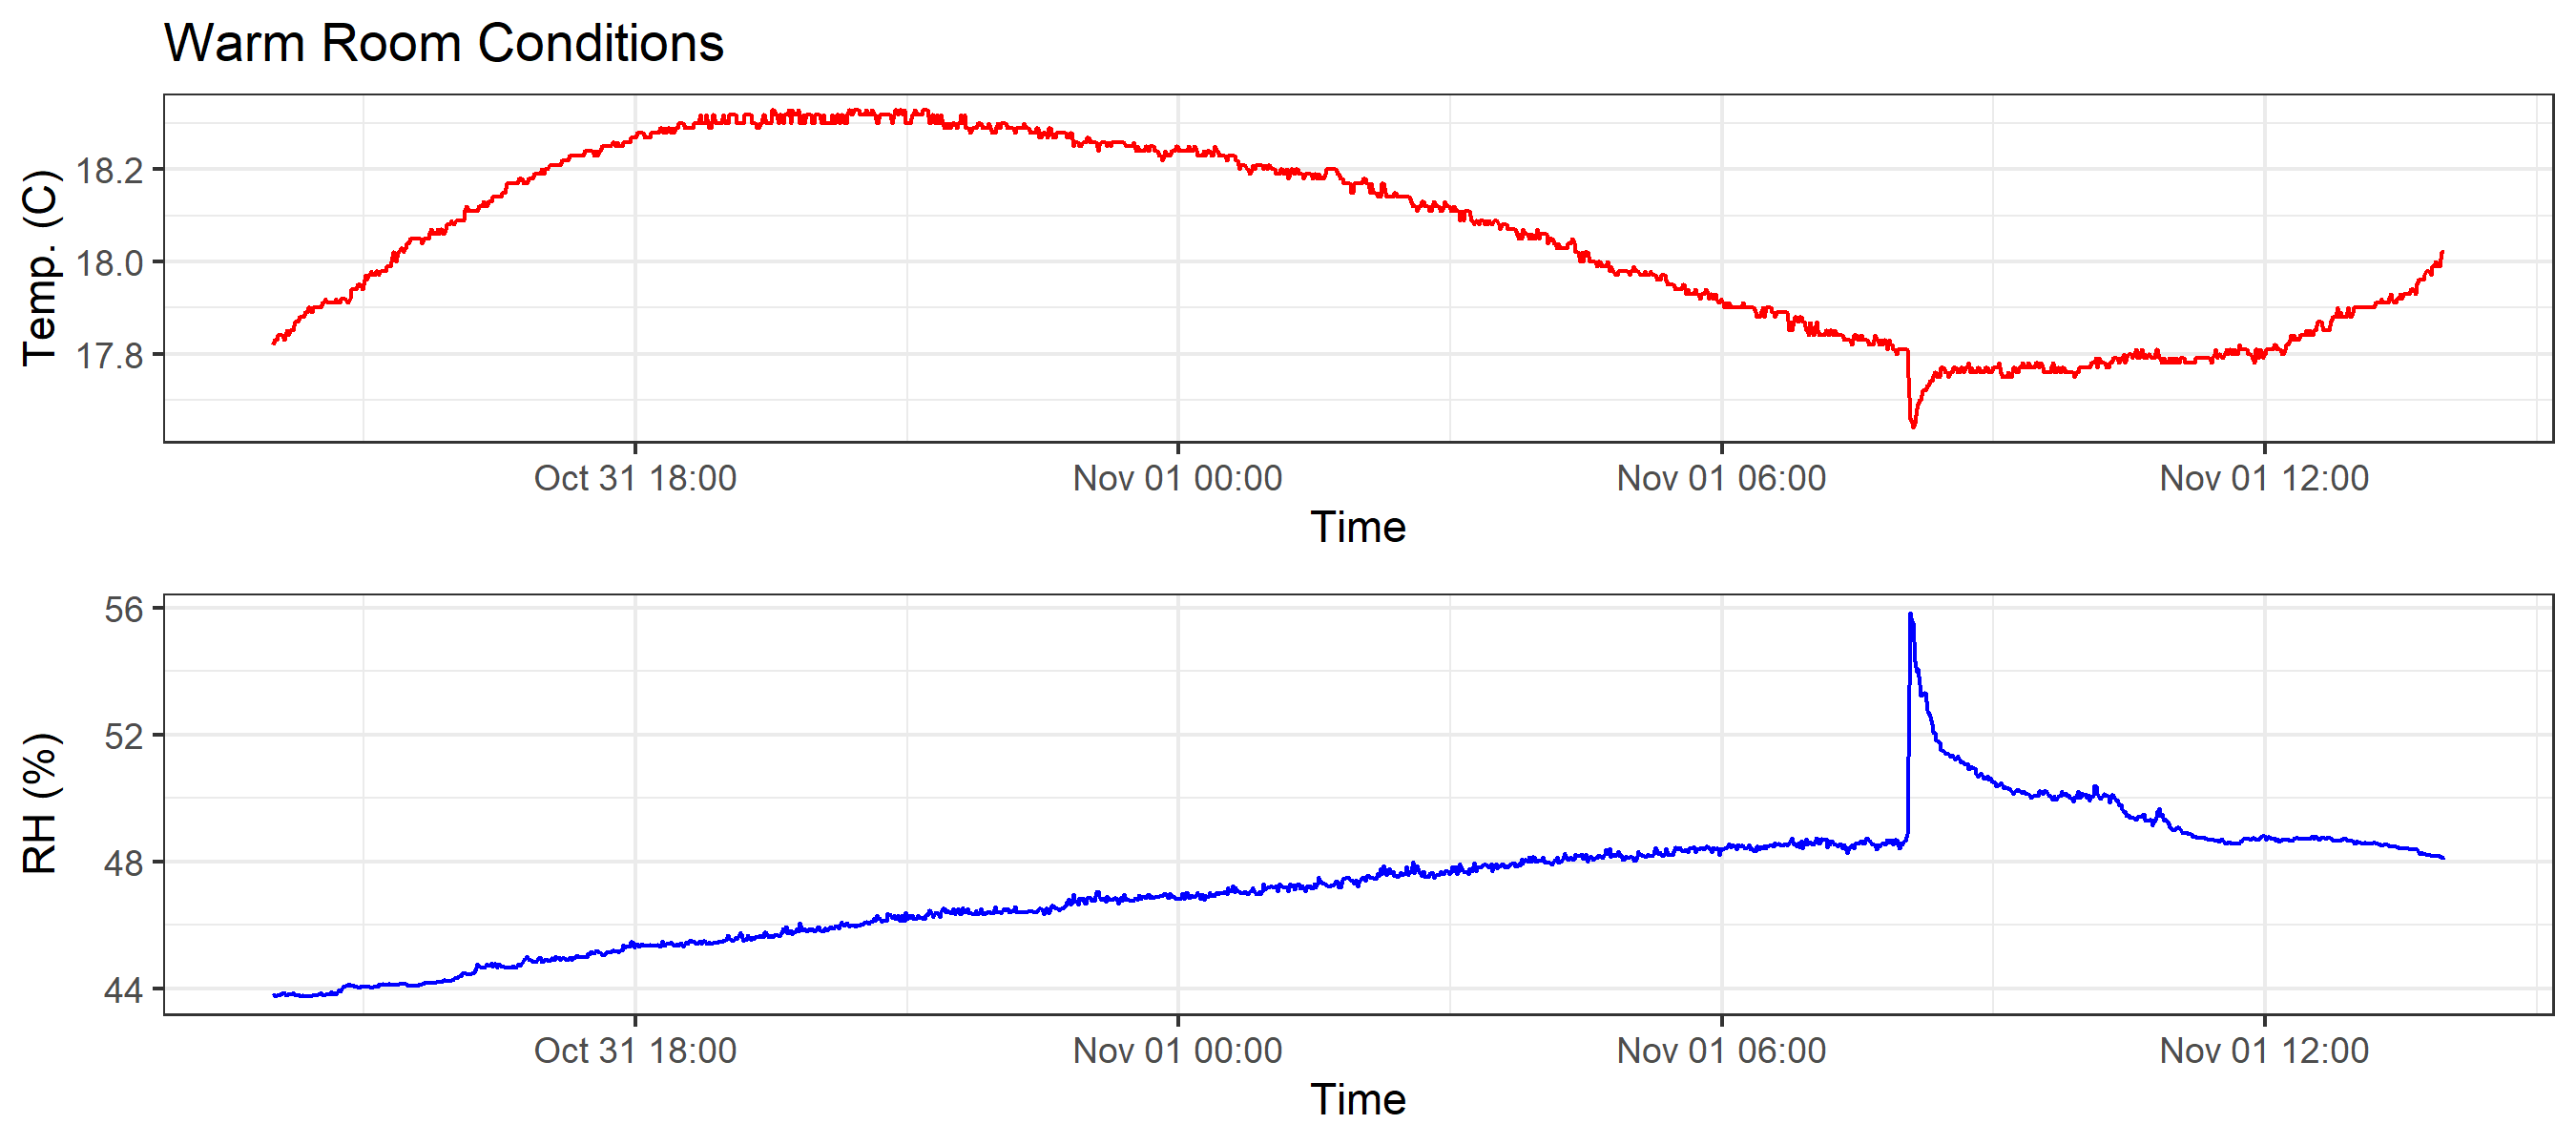 Warm Room Conditions
Temp. (C)
18.2
18.0
17.8
Oct 31 18:00 Nov 01 00:00 Nov 01 06:00 Nov 01 12:00
Time
RH (%)
56
52
48
44
Oct 31 18:00 Nov 01 00:00 Nov 01 06:00 Nov 01 12:00
Time